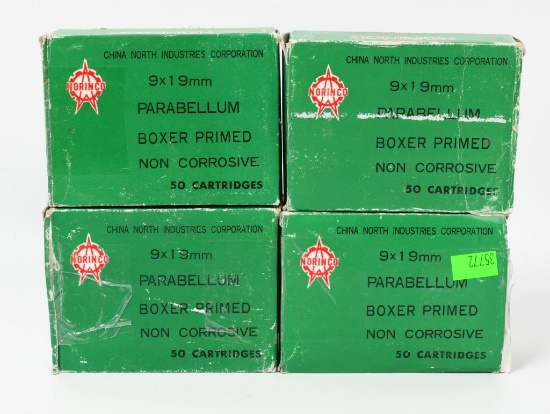 CHINA NORTH INDUSTRIES CORPORATION
NORINCO
9x19mm
PARABELLUM
BOXER PRIMED
NON CORROSIVE
50 CARTRIDGES
CHINA NORTH INDUSTRIES CORPORATION
NORINCO
9x19mm
PARABELLUM
BOXER PRIMED
NON CORROSIVE
50 CARTRIDGES
CHINA NORTH INDUSTRIES CORPORATION
NORINCO
9x19mm
PARABELLUM
BOXER PRIMED
NON CORROSIVE
50 CARTRIDGES
CHINA NORTH INDUSTRIES CORPORATION
NORINCO
9x19mm
35772
PARABELLUM
BOXER PRIMED
NON CORROSIVE
50 CARTRIDGES